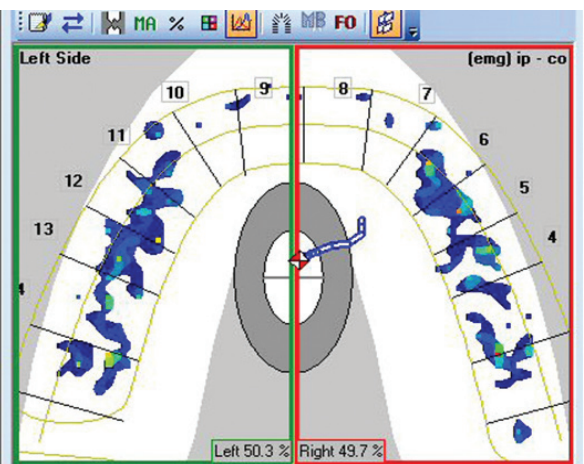 MA % MB FO
Left Side (emg) ip - co
10 9 8 7
11 6
12 5
13 4
4
Left 50.3 % Right 49.7 %